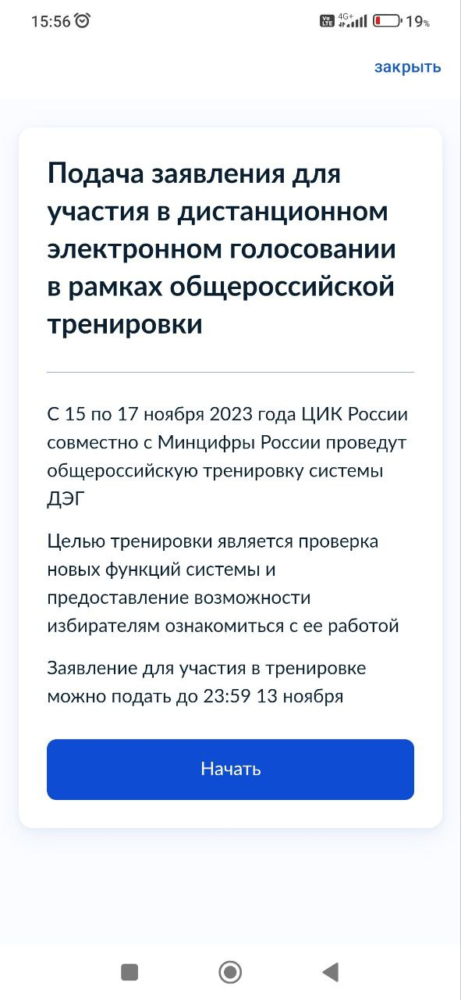 15:56
Vo LTE 4G+ 19%
закрыть
Подача заявления для
участия в дистанционном
электронном голосовании
в рамках общероссийской
тренировки
С 15 по 17 ноября 2023 года ЦИК России
совместно с Минцифры России проведут
общероссийскую тренировку системы
ДЭГ
Целью тренировки является проверка
новых функций системы и
предоставление возможности
избирателям ознакомиться с ее работой
Заявление для участия в тренировке
можно подать до 23:59 13 ноября
Начать